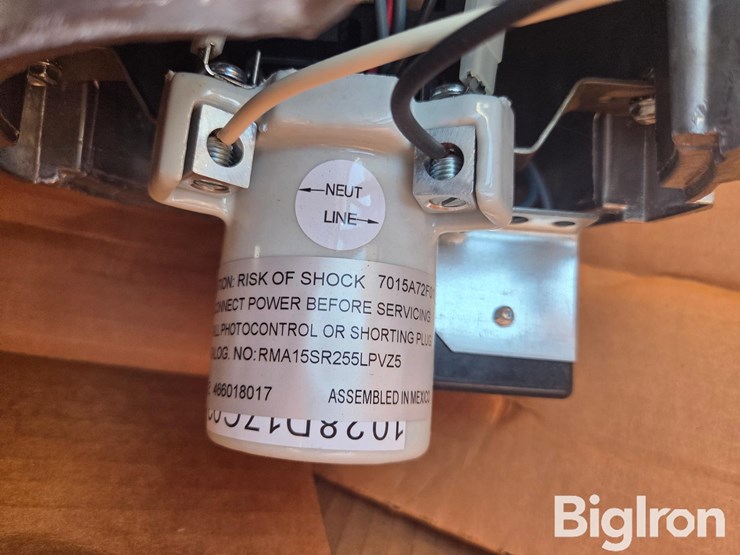 NEUT
LINE
RISK OF SHOCK 7015A72F
POWER BEFORE SERVICING
PHOTOCONTROL OR SHORTING PLUG
NO: RMA15SR255LPVZ5
466018017 ASSEMBLED IN MEXICO
BigIron